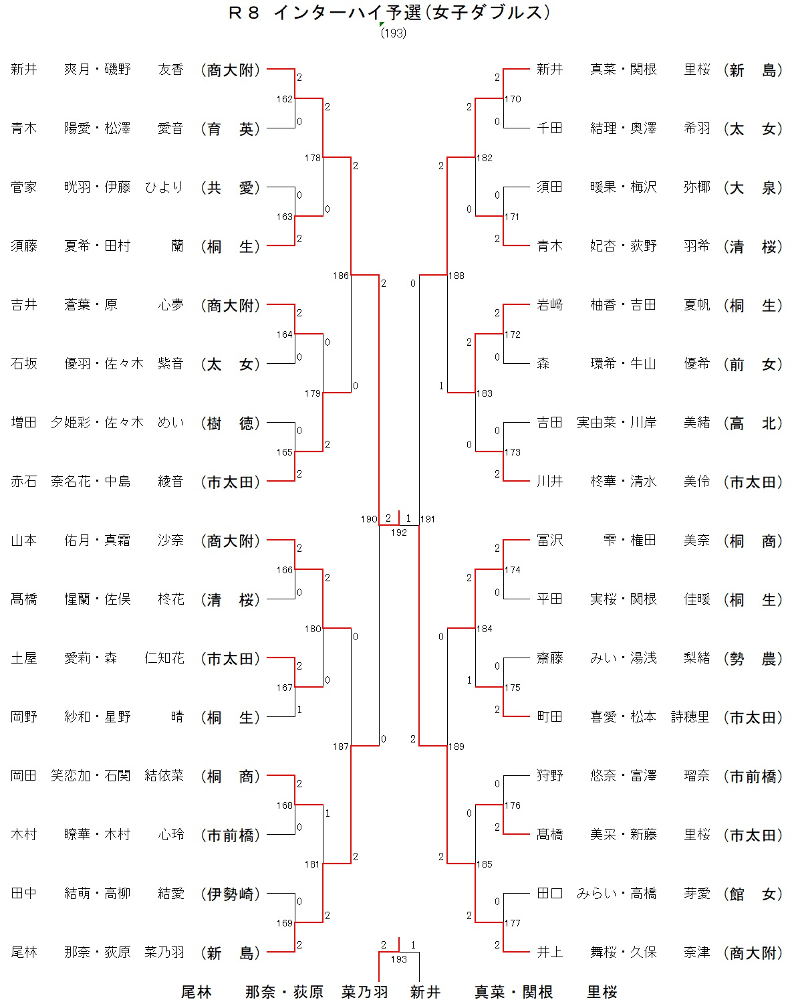 R8 インターハイ予選(女子ダブルス)
(193)
新井 爽月・磯野 友香 (商大附) 2 2 新井 真菜・関根 里桜 (新 島)
162 2 2 170
青木 陽愛・松澤 愛音 (育 英) 0 0 千田 結理・奥澤 希羽 (太 女)
178 2 2 182
菅家 晄羽・伊藤 ひより (共 愛) 0 0 須田 暖果・梅沢 弥椰 (大 泉)
163 0 0 171
須藤 夏希・田村 蘭 (桐 生) 2 2 青木 妃杏・荻野 羽希 (清 桜)
186 2 0 188
吉井 蒼葉・原 心夢 (商大附) 2 2 岩﨑 柚香・吉田 夏帆 (桐 生)
164 0 2 172
石坂 優羽・佐々木 紫音 (太 女) 0 0 森 環希・牛山 優希 (前 女)
179 0 1 183
増田 夕姫彩・佐々木 めい (樹 徳) 0 0 吉田 実由菜・川岸 美緒 (高 北)
165 2 0 173
赤石 奈名花・中島 綾音 (市太田) 2 2 川井 柊華・清水 美伶 (市太田)
190 2 1 191
192
山本 佑月・真霜 沙奈 (商大附) 2 2 冨沢 雫・権田 美奈 (桐 商)
166 2 2 174
髙橋 惺蘭・佐俣 柊花 (清 桜) 0 0 平田 実桜・関根 佳暖 (桐 生)
180 0 0 184
土屋 愛莉・森 仁知花 (市太田) 2 0 齋藤 みい・湯浅 梨緒 (勢 農)
167 0 1 175
岡野 紗和・星野 晴 (桐 生) 1 2 町田 喜愛・松本 詩穂里 (市太田)
187 0 2 189
岡田 笑恋加・石関 結依菜 (桐 商) 2 0 狩野 悠奈・富澤 瑠奈 (市前橋)
168 1 0 176
木村 瞭華・木村 心玲 (市前橋) 0 2 髙橋 美采・新藤 里桜 (市太田)
181 2 2 185
田中 結萌・高柳 結愛 (伊勢崎) 0 0 田口 みらい・高橋 芽愛 (館 女)
169 2 2 177
尾林 那奈・荻原 菜乃羽 (新 島) 2 2 井上 舞桜・久保 奈津 (商大附)
2 1
193
尾林 那奈・荻原 菜乃羽 新井 真菜・関根 里桜